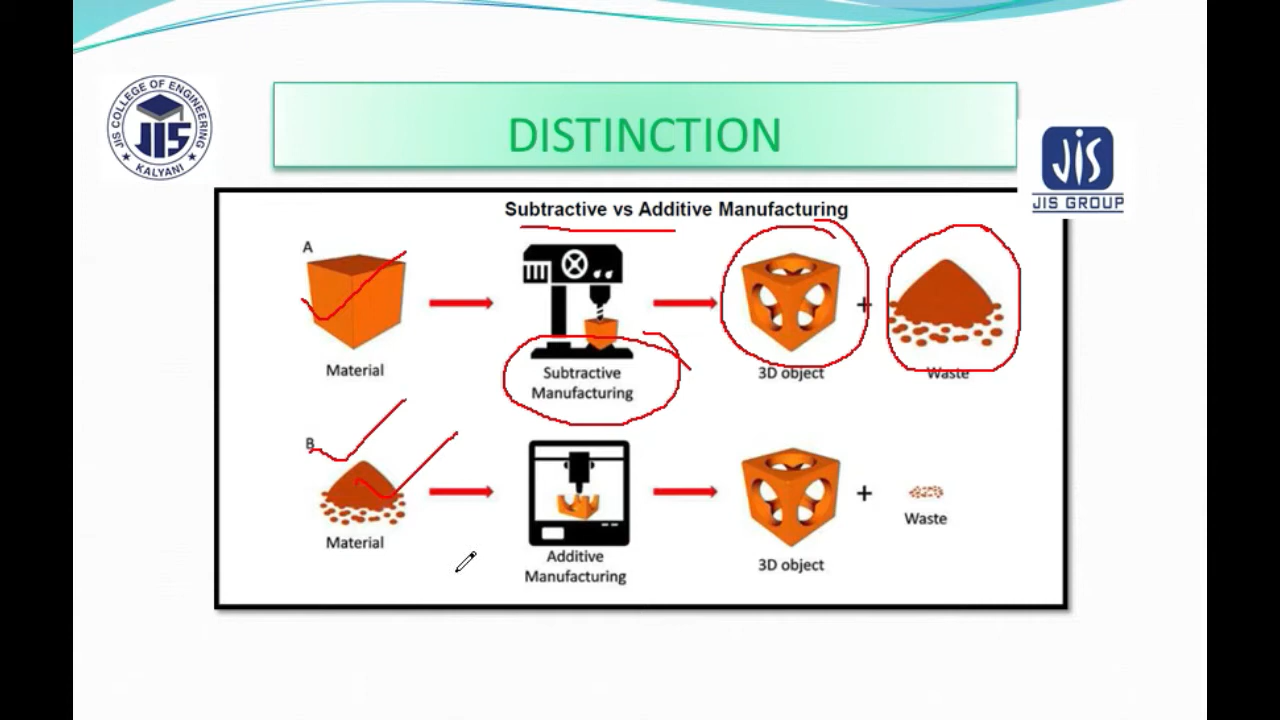 JIS COLLEGE OF ENGINEERING
JIS
KALYANI
DISTINCTION
JIS
JIS GROUP
Subtractive vs Additive Manufacturing
A
Material
Subtractive
Manufacturing
3D object
+
Waste
B
Material
Additive
Manufacturing
3D object
+
Waste